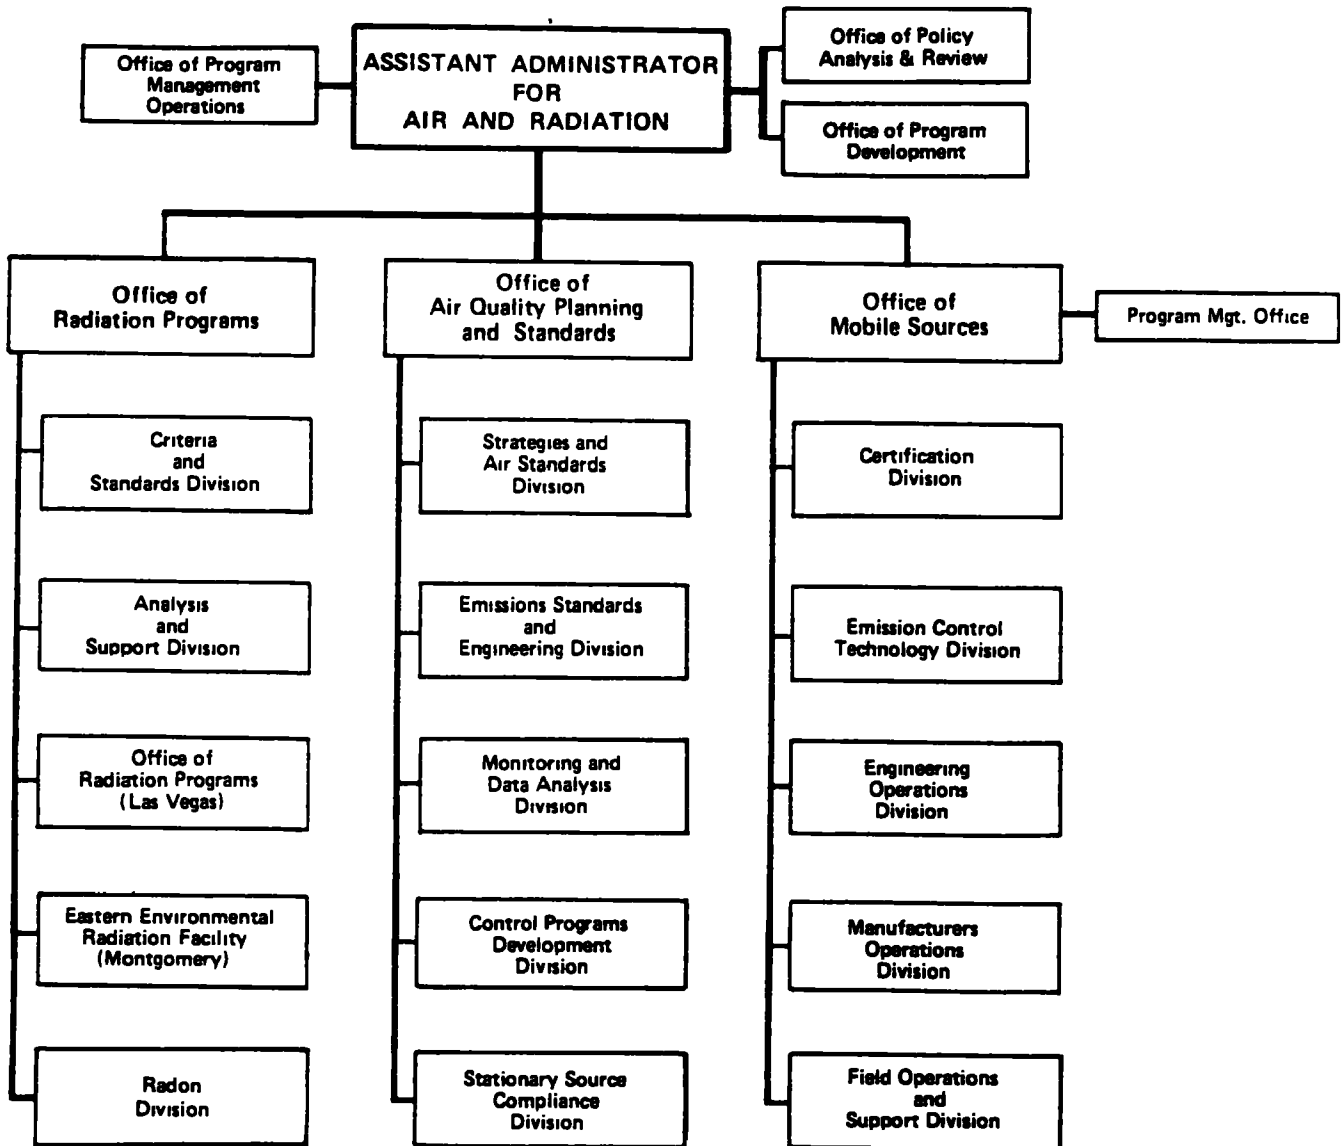 Office of Program
Management
Operations
ASSISTANT ADMINISTRATOR
FOR
AIR AND RADIATION
Office of Policy
Analysis & Review
Office of Program
Development
Office of
Radiation Programs
Office of
Air Quality Planning
and Standards
Office of
Mobile Sources
Program Mgt. Office
Criteria
and
Standards Division
Strategies and
Air Standards
Division
Certification
Division
Analysis
and
Support Division
Emissions Standards
and
Engineering Division
Emission Control
Technology Division
Office of
Radiation Programs
(Las Vegas)
Monitoring and
Data Analysis
Division
Engineering
Operations
Division
Eastern Environmental
Radiation Facility
(Montgomery)
Control Programs
Development
Division
Manufacturers
Operations
Division
Radon
Division
Stationary Source
Compliance
Division
Field Operations
and
Support Division